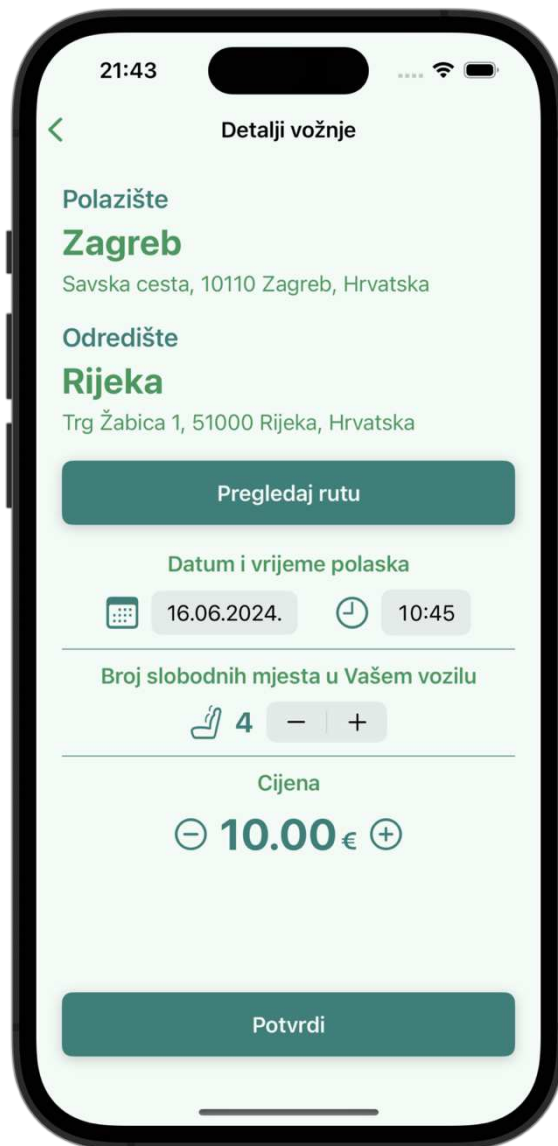 21:43
Detalji vožnje
Polazište
Zagreb
Savska cesta, 10110 Zagreb, Hrvatska
Odredište
Rijeka
Trg Žabica 1, 51000 Rijeka, Hrvatska
Pregledaj rutu
Datum i vrijeme polaska
16.06.2024. 10:45
Broj slobodnih mjesta u Vašem vozilu
4 − +
Cijena
− 10.00 € +
Potvrdi